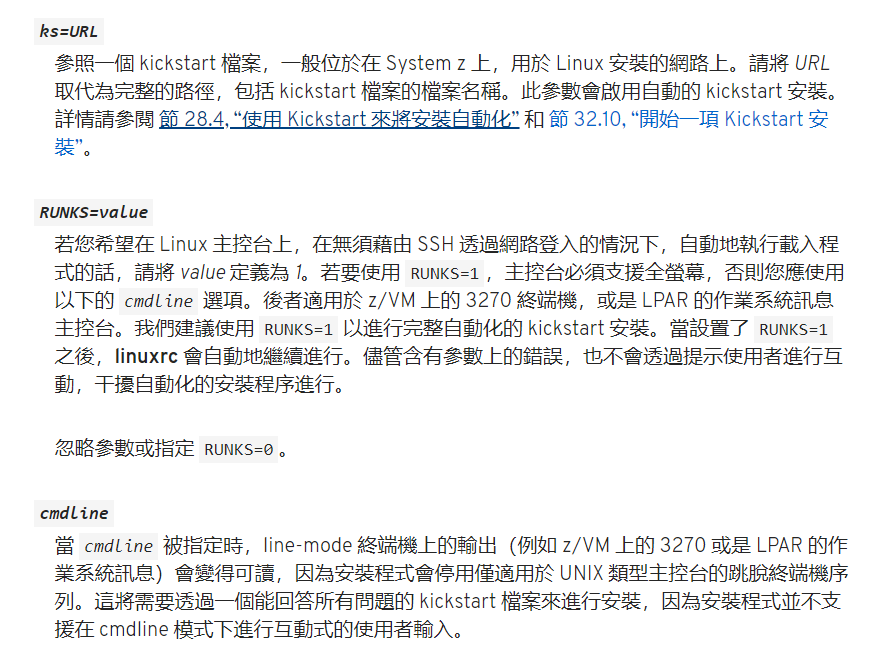 ks=URL
參照一個 kickstart 檔案，一般位於在 System z 上，用於 Linux 安裝的網路上。請將 URL
取代為完整的路徑，包括 kickstart 檔案的檔案名稱。此參數會啟用自動的 kickstart 安裝。
詳情請參閱 節 28.4, “使用 Kickstart 來將安裝自動化” 和 節 32.10, “開始一項 Kickstart 安
裝”。
RUNKS=value
若您希望在 Linux 主控台上，在無須藉由 SSH 透過網路登入的情況下，自動地執行載入程
式的話，請將 value 定義為 1。若要使用 RUNKS=1 ，主控台必須支援全螢幕，否則您應使用
以下的 cmdline 選項。後者適用於 z/VM 上的 3270 終端機，或是 LPAR 的作業系統訊息
主控台。我們建議使用 RUNKS=1 以進行完整自動化的 kickstart 安裝。當設置了 RUNKS=1
之後，linuxrc 會自動地繼續進行。儘管含有參數上的錯誤，也不會透過提示使用者進行互
動，干擾自動化的安裝程序進行。
忽略參數或指定 RUNKS=0 。
cmdline
當 cmdline 被指定時，line-mode 終端機上的輸出（例如 z/VM 上的 3270 或是 LPAR 的作
業系統訊息）會變得可讀，因為安裝程式會停用僅適用於 UNIX 類型主控台的跳脫終端機序
列。這將需要透過一個能回答所有問題的 kickstart 檔案來進行安裝，因為安裝程式並不支
援在 cmdline 模式下進行互動式的使用者輸入。